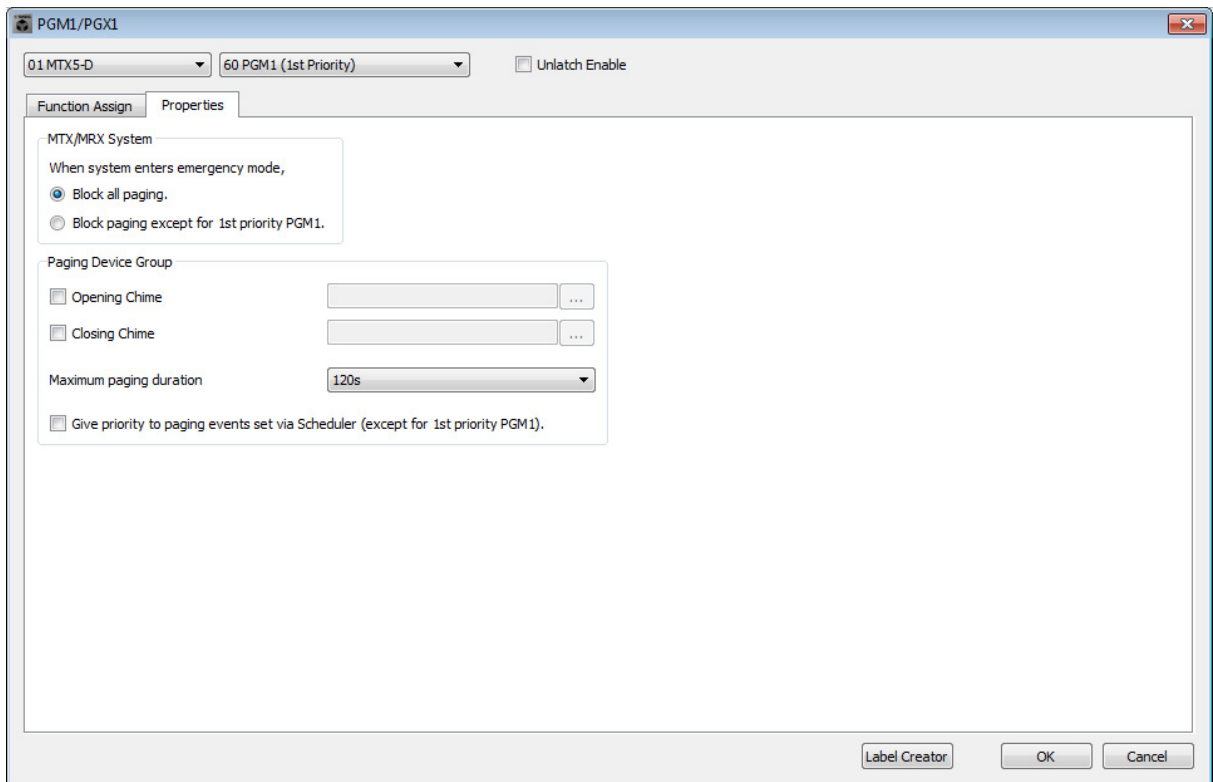 PGM1/PGX1
01 MTX5-D 60 PGM1 (1st Priority) Unlatch Enable
Function Assign Properties
MTX/MRX System
When system enters emergency mode,
Block all paging.
Block paging except for 1st priority PGM1.
Paging Device Group
Opening Chime ...
Closing Chime ...
Maximum paging duration 120s
Give priority to paging events set via Scheduler (except for 1st priority PGM1).
Label Creator OK Cancel